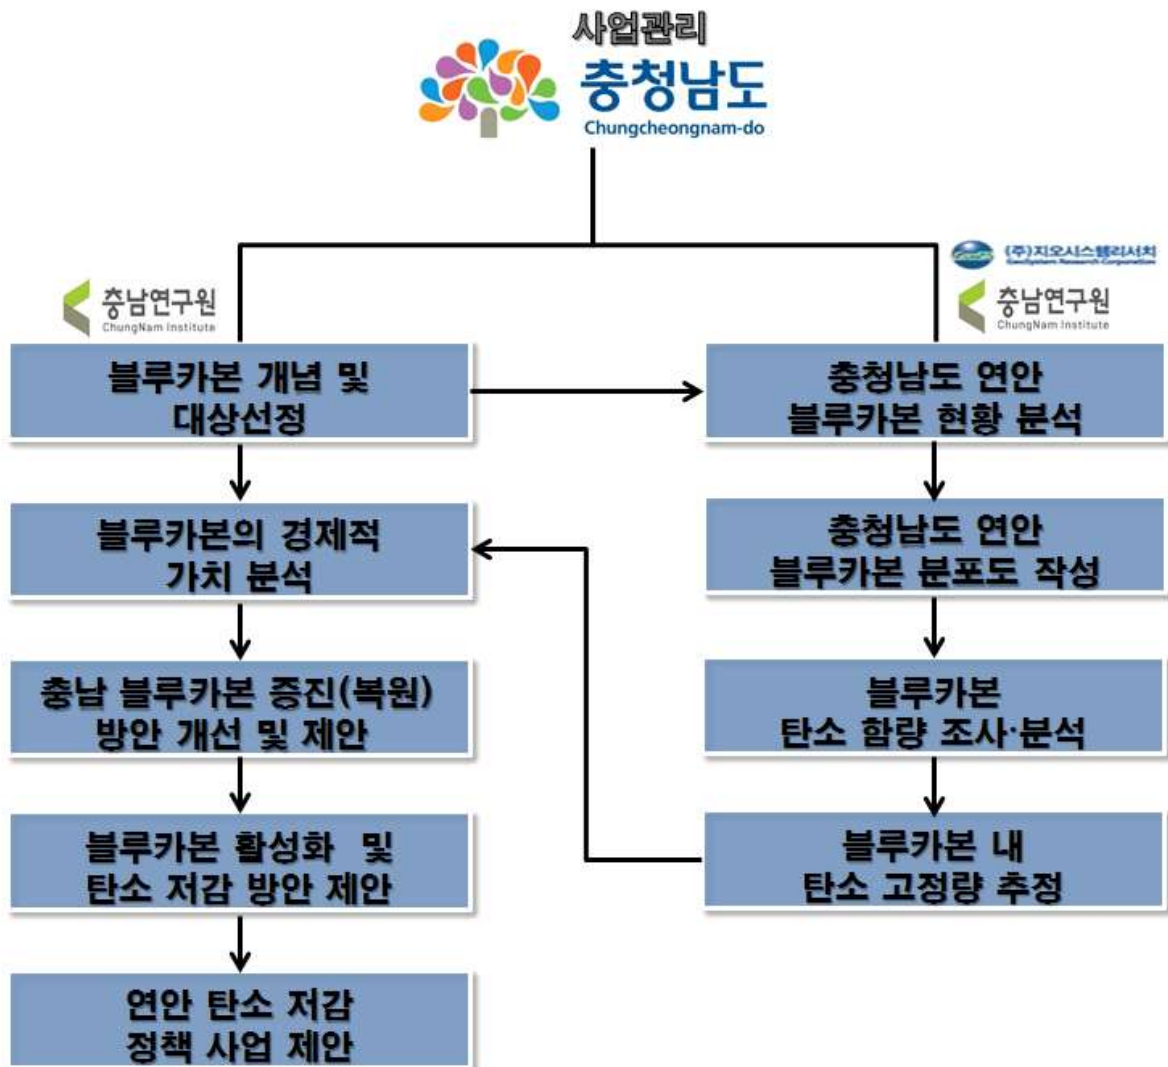 사업관리
충청남도
Chungcheongnam-do
충남연구원
ChungNam Institute
(주)지오시스템리서치
GeoSystem Research Corporation
충남연구원
ChungNam Institute
블루카본 개념 및
대상선정
충청남도 연안
블루카본 현황 분석
블루카본의 경제적
가치 분석
충청남도 연안
블루카본 분포도 작성
충남 블루카본 증진(복원)
방안 개선 및 제안
블루카본
탄소 함량 조사·분석
블루카본 활성화 및
탄소 저감 방안 제안
블루카본 내
탄소 고정량 추정
연안 탄소 저감
정책 사업 제안